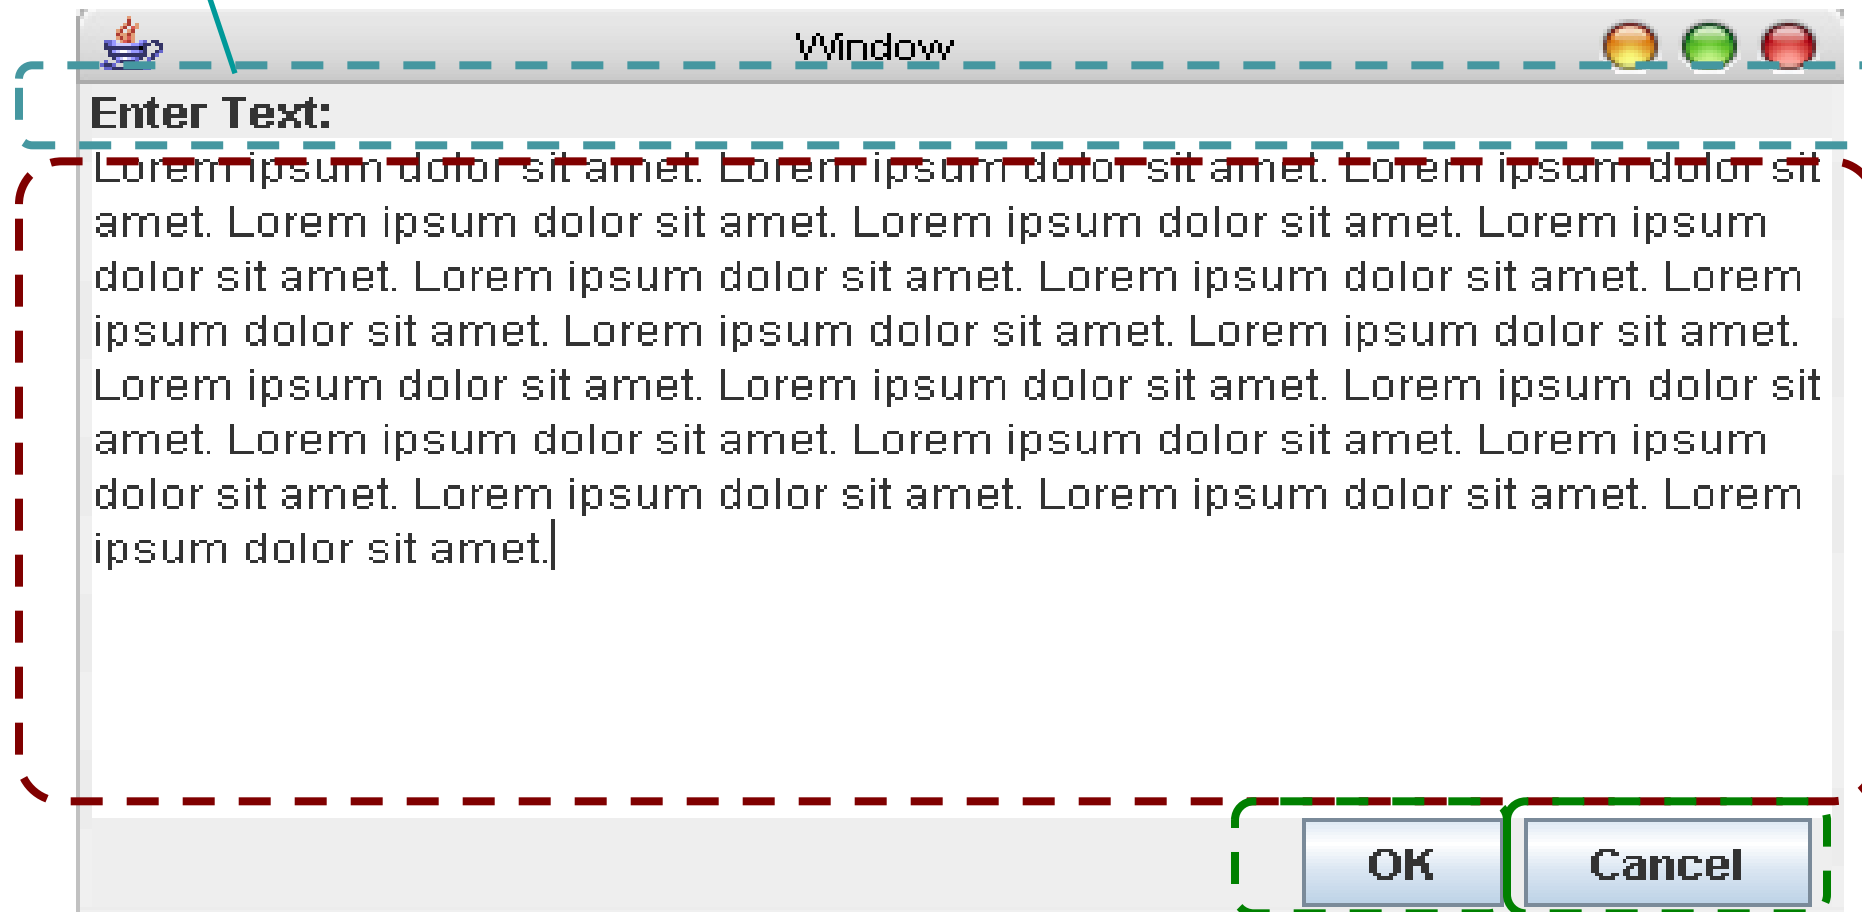 Window
Enter Text:
Lorem ipsum dolor sit amet. Lorem ipsum dolor sit amet. Lorem ipsum dolor sit
amet. Lorem ipsum dolor sit amet. Lorem ipsum dolor sit amet. Lorem ipsum
dolor sit amet. Lorem ipsum dolor sit amet. Lorem ipsum dolor sit amet. Lorem
ipsum dolor sit amet. Lorem ipsum dolor sit amet. Lorem ipsum dolor sit amet.
Lorem ipsum dolor sit amet. Lorem ipsum dolor sit amet. Lorem ipsum dolor sit
amet. Lorem ipsum dolor sit amet. Lorem ipsum dolor sit amet. Lorem ipsum
dolor sit amet. Lorem ipsum dolor sit amet. Lorem ipsum dolor sit amet. Lorem
ipsum dolor sit amet.
OK Cancel